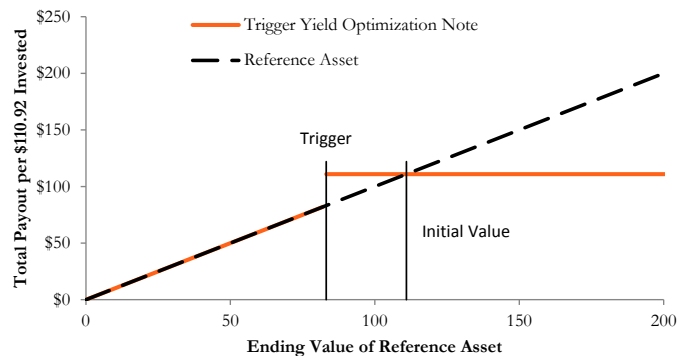 Total Payout per $110.92 Invested
$250
$200
$150
$100
$50
$0
Trigger Yield Optimization Note
Reference Asset
Trigger
Initial Value
0
50
100
150
200
Ending Value of Reference Asset